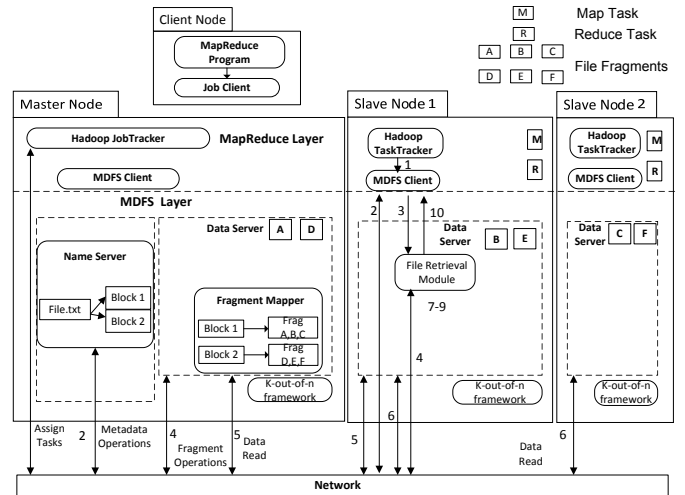 Client Node
MapReduce
Program
Job Client
M Map Task
R Reduce Task
A B C
File Fragments
D E F
Master Node
Hadoop JobTracker
MapReduce Layer
MDFS Client
MDFS Layer
Name Server
File.txt
Block 1
Block 2
Data Server
A D
Fragment Mapper
Block 1
Frag
A,B,C
Block 2
Frag
D,E,F
K-out-of-n
framework
Slave Node 1
Hadoop
TaskTracker
M
R
1
MDFS Client
2 3 10
Data
Server
B E
File Retrieval
Module
7-9
4
K-out-of-n
framework
Slave Node 2
Hadoop
TaskTracker
M
R
MDFS Client
Data
Server
C F
K-out-of-n
framework
Assign
Tasks
2
Metadata
Operations
4
Fragment
Operations
5
Data
Read
5
6
Data
Read
6
Network